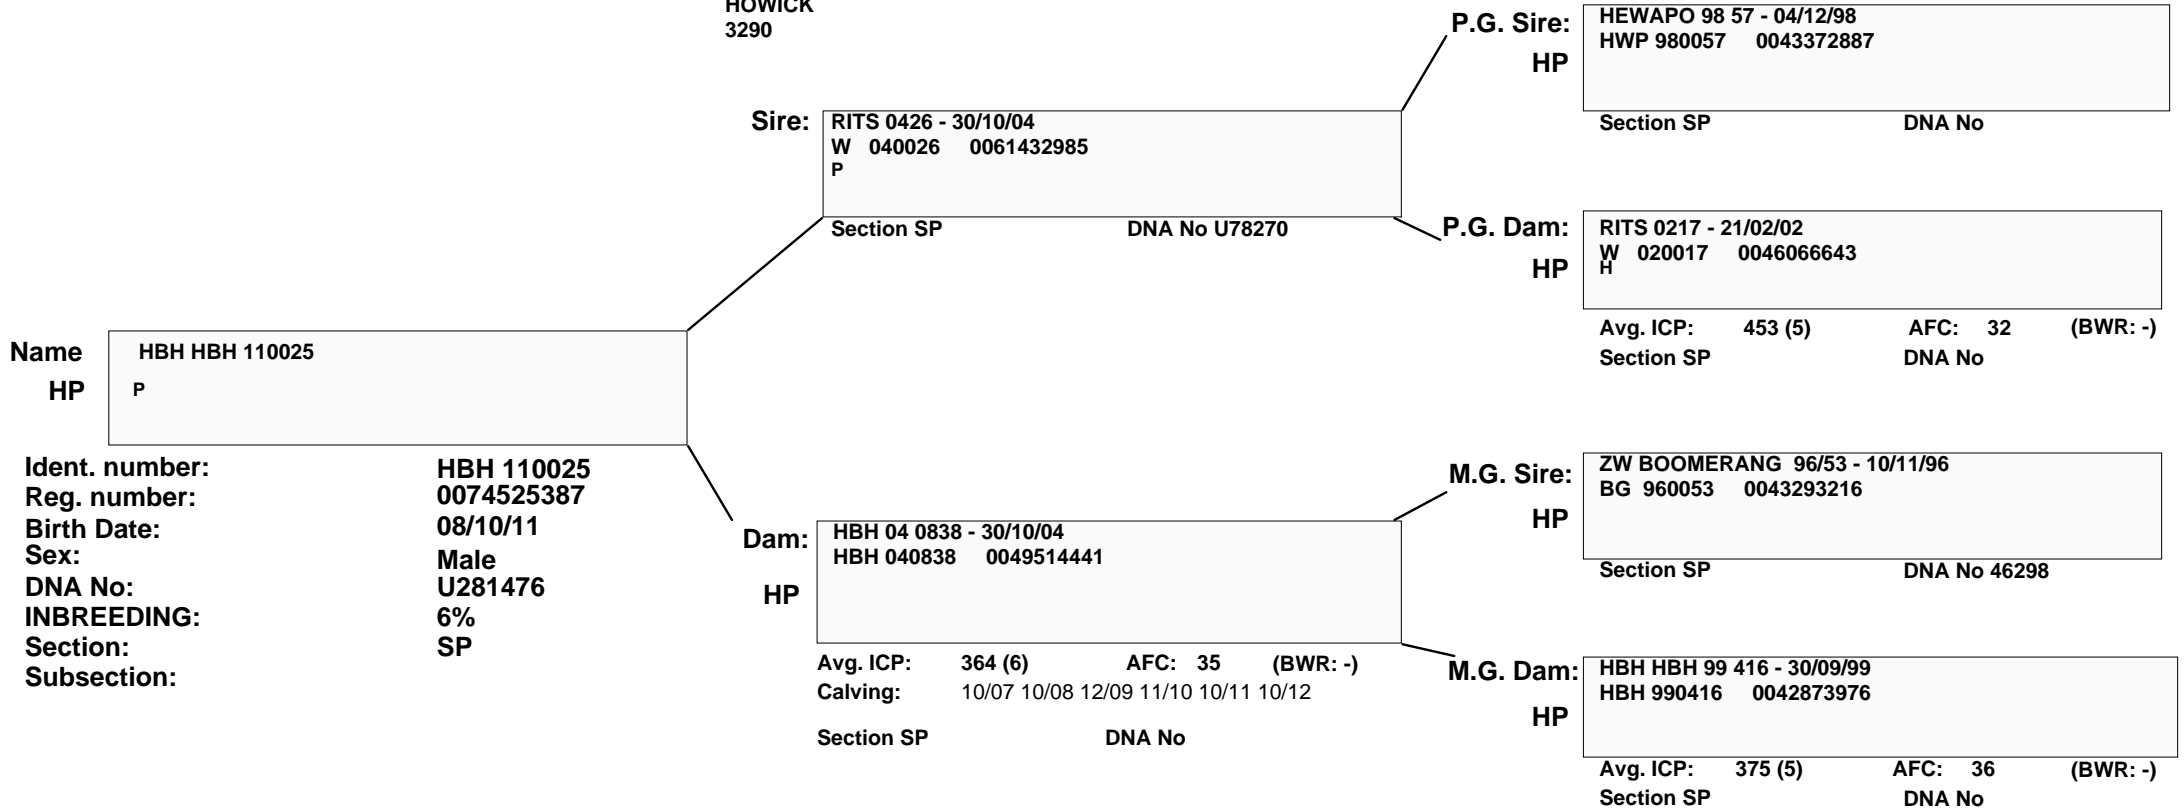 HOWICK
3290
P.G. Sire:
HP
HEWAPO 98 57 - 04/12/98
HWP 980057 0043372887
Section SP DNA No
Sire:
RITS 0426 - 30/10/04
W 040026 0061432985
P
Section SP DNA No U78270
P.G. Dam:
HP
RITS 0217 - 21/02/02
W 020017 0046066643
H
Avg. ICP: 453 (5) AFC: 32 (BWR: -)
Section SP DNA No
Name HBH HBH 110025
HP P
Ident. number: HBH 110025
Reg. number: 0074525387
Birth Date: 08/10/11
Sex: Male
DNA No: U281476
INBREEDING: 6%
Section: SP
Subsection:
M.G. Sire:
HP
ZW BOOMERANG 96/53 - 10/11/96
BG 960053 0043293216
Section SP DNA No 46298
Dam:
HP
HBH 04 0838 - 30/10/04
HBH 040838 0049514441
Avg. ICP: 364 (6) AFC: 35 (BWR: -)
Calving: 10/07 10/08 12/09 11/10 10/11 10/12
Section SP DNA No
M.G. Dam:
HP
HBH HBH 99 416 - 30/09/99
HBH 990416 0042873976
Avg. ICP: 375 (5) AFC: 36 (BWR: -)
Section SP DNA No